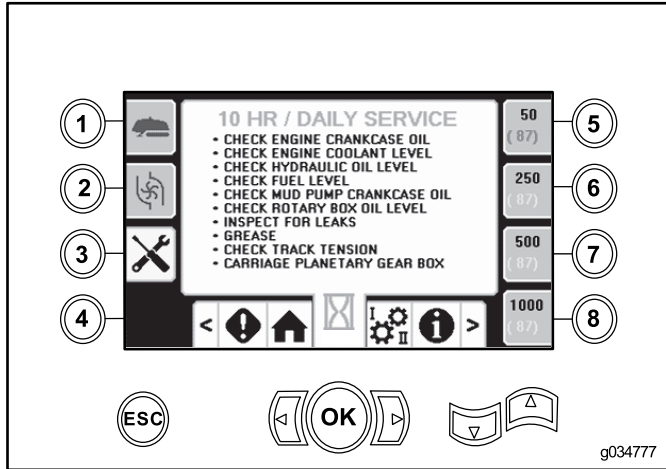 1
2
3
4
10 HR / DAILY SERVICE
• CHECK ENGINE CRANKCASE OIL
• CHECK ENGINE COOLANT LEVEL
• CHECK HYDRAULIC OIL LEVEL
• CHECK FUEL LEVEL
• CHECK MUD PUMP CRANKCASE OIL
• CHECK ROTARY BOX OIL LEVEL
• INSPECT FOR LEAKS
• GREASE
• CHECK TRACK TENSION
• CARRIAGE PLANETARY GEAR BOX
50
( 87)
250
( 87)
500
( 87)
1000
( 87)
5
6
7
8
< I II >
ESC
OK
g034777